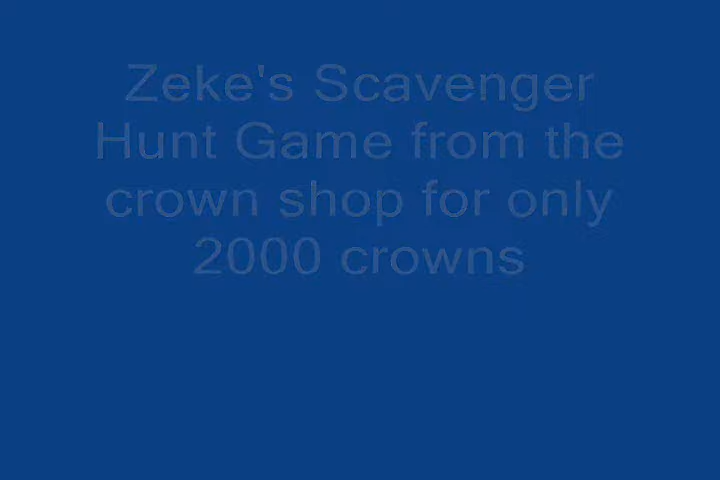 Zeke's Scavenger
Hunt Game from the
crown shop for only
2000 crowns